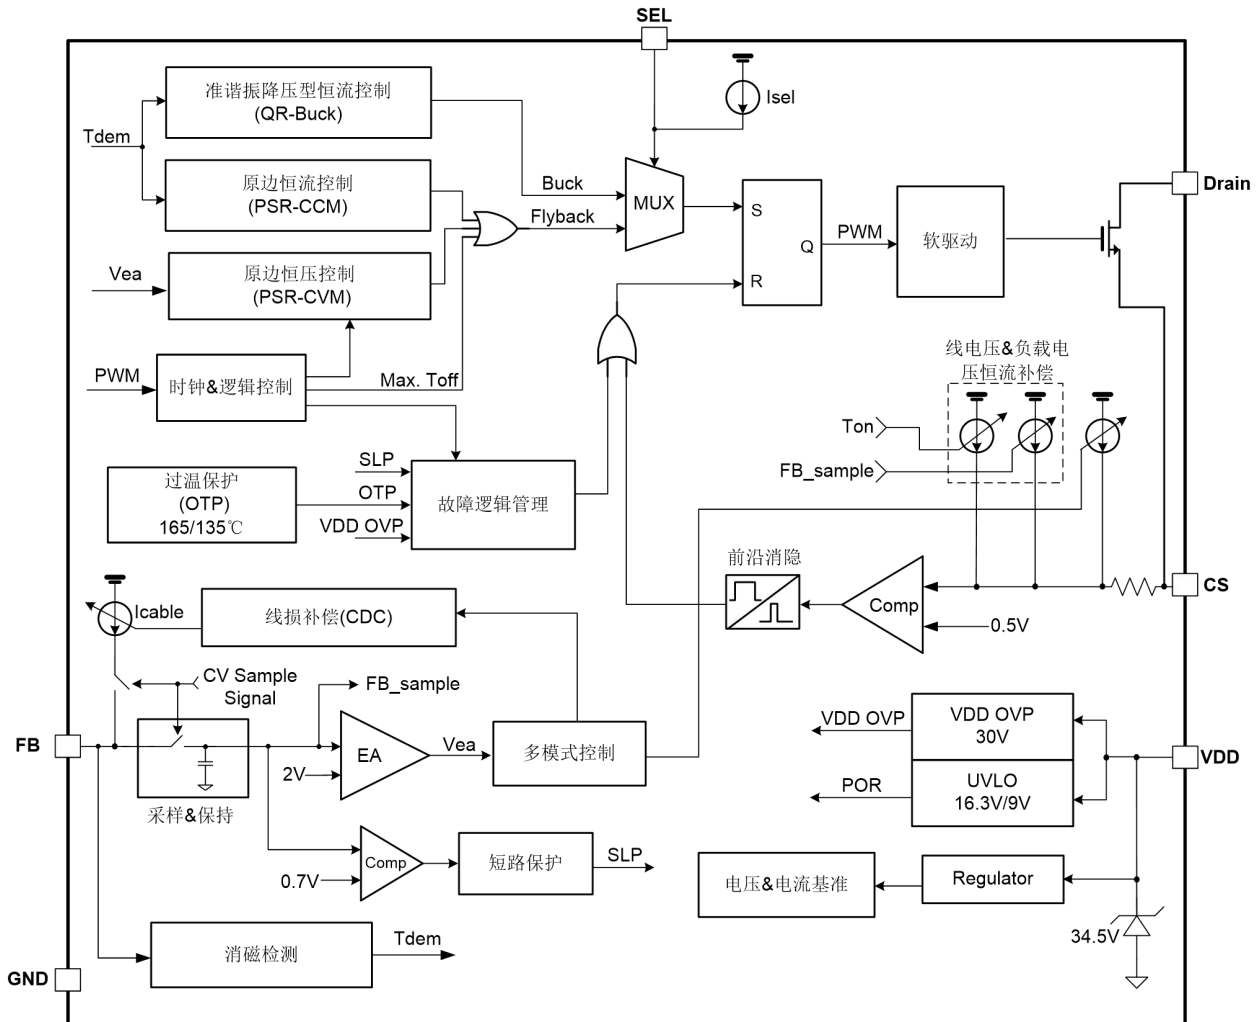 SEL
准谐振降压型恒流控制
(QR-Buck)
Isel
Tdem
原边恒流控制
(PSR-CCM)
Buck
MUX
Drain
Flyback
S
Q
R
PWM
软驱动
Vea
原边恒压控制
(PSR-CVM)
PWM
时钟&逻辑控制
Max. Toff
线电压&负载电
压恒流补偿
Ton
FB_sample
过温保护
(OTP)
165/135℃
SLP
OTP
VDD OVP
故障逻辑管理
前沿消隐
Comp
CS
0.5V
Icable
线损补偿(CDC)
CV Sample
Signal
FB_sample
FB
EA
2V
Vea
多模式控制
采样&保持
VDD OVP
VDD OVP
30V
VDD
POR
UVLO
16.3V/9V
Comp
0.7V
短路保护
SLP
电压&电流基准
Regulator
34.5V
消磁检测
Tdem
GND